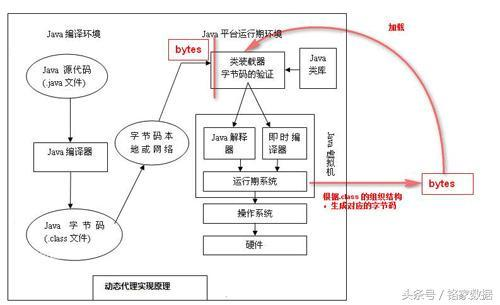 Java 编译环境
Java 平台运行期环境
加载
bytes
Java 源代码
(.java 文件)
类装载器
字节码的验证
Java
类库
字节码本
地或网络
Java 编译器
Java 解释
器
即时编
译器
Java 虚拟机
运行期系统
bytes
根据.class 的组织结构
，生成对应的字节码
Java 字节码
(.class 文件)
操作系统
硬件
动态代理实现原理
头条号 / 铭家数据